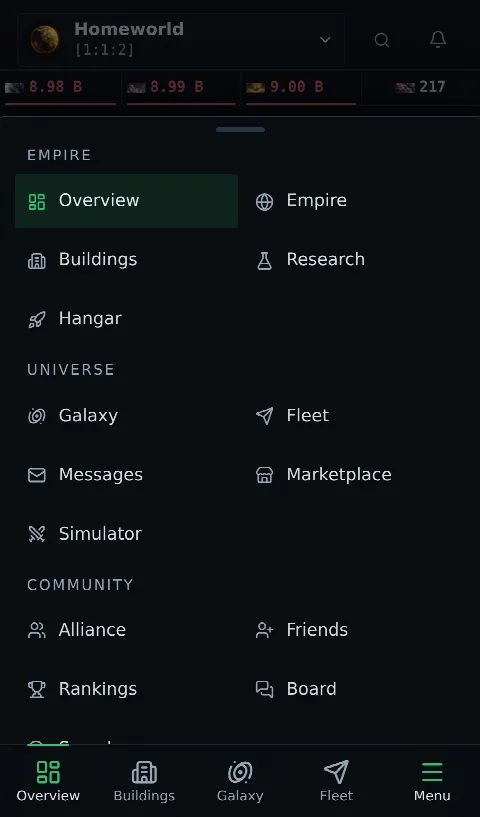 Homeworld
[1:1:2]
8.98 B 8.99 B 9.00 B 217
EMPIRE
Overview Empire
Buildings Research
Hangar
UNIVERSE
Galaxy Fleet
Messages Marketplace
Simulator
COMMUNITY
Alliance Friends
Rankings Board
Overview Buildings Galaxy Fleet Menu